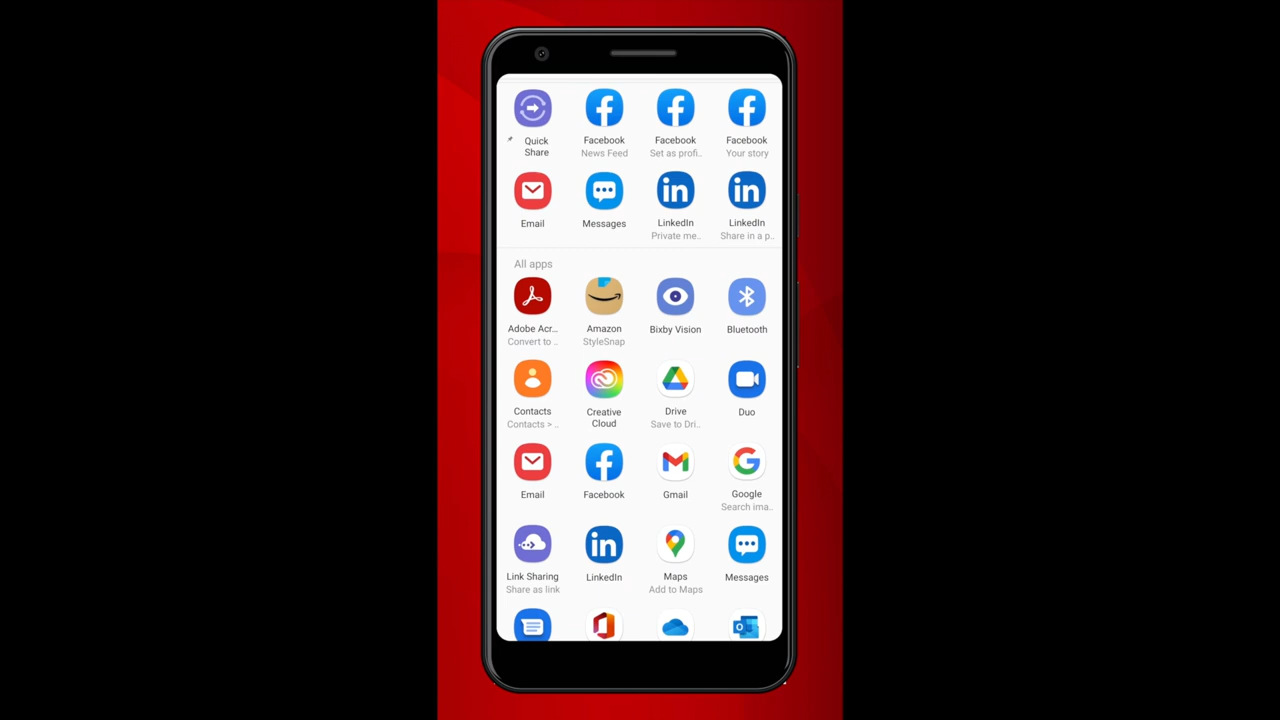 Quick Share
Facebook
News Feed
Facebook
Set as profi..
Facebook
Your story
Email
Messages
LinkedIn
Private me..
LinkedIn
Share in a p..
All apps
Adobe Acr...
Convert to ..
Amazon
StyleSnap
Bixby Vision
Bluetooth
Contacts
Contacts > ..
Creative
Cloud
Drive
Save to Dri..
Duo
Email
Facebook
Gmail
Google
Search ima..
Link Sharing
Share as link
LinkedIn
Maps
Add to Maps
Messages